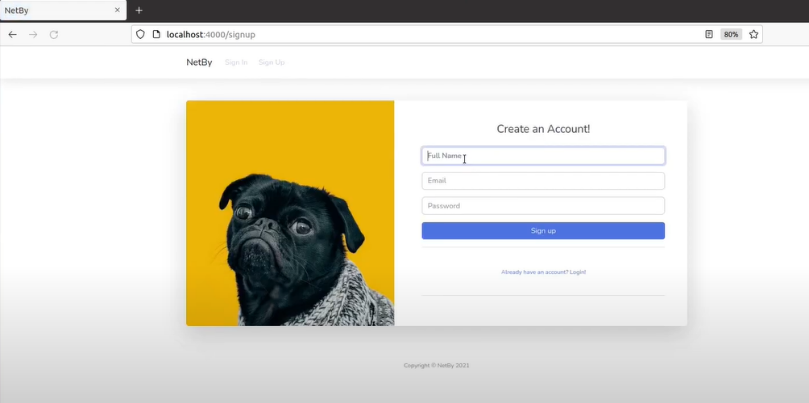 NetBy
localhost:4000/signup
80%
NetBy Sign In Sign Up
Create an Account!
Full Name
Email
Password
Sign up
Already have an account? Login!
Copyright © NetBy 2021